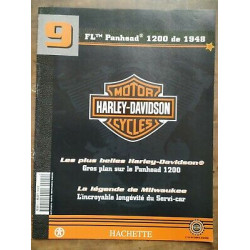 9
FL™ Panhead® 1200 de 1948
MOTOR
HARLEY-DAVIDSON
CYCLES
Les plus belles Harley-Davidson®
Gros plan sur le Panhead 1200
La légende de Milwaukee
L'incroyable longévité du Servi-car
HACHETTE